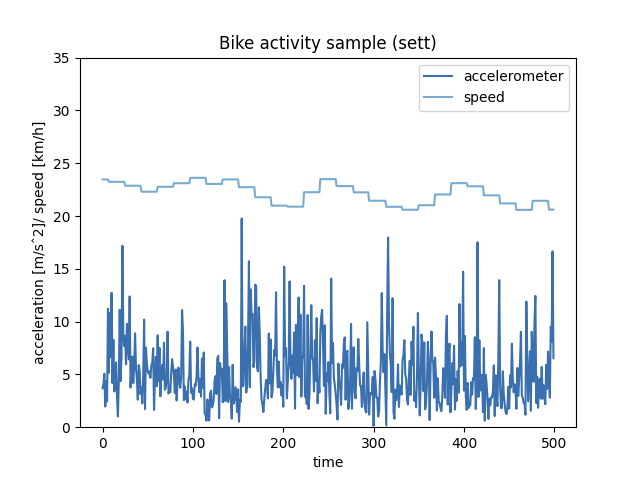 Bike activity sample (sett)
accelerometer
speed
acceleration [m/s^2]/ speed [km/h]
35
30
25
20
15
10
5
0
0 100 200 300 400 500
time